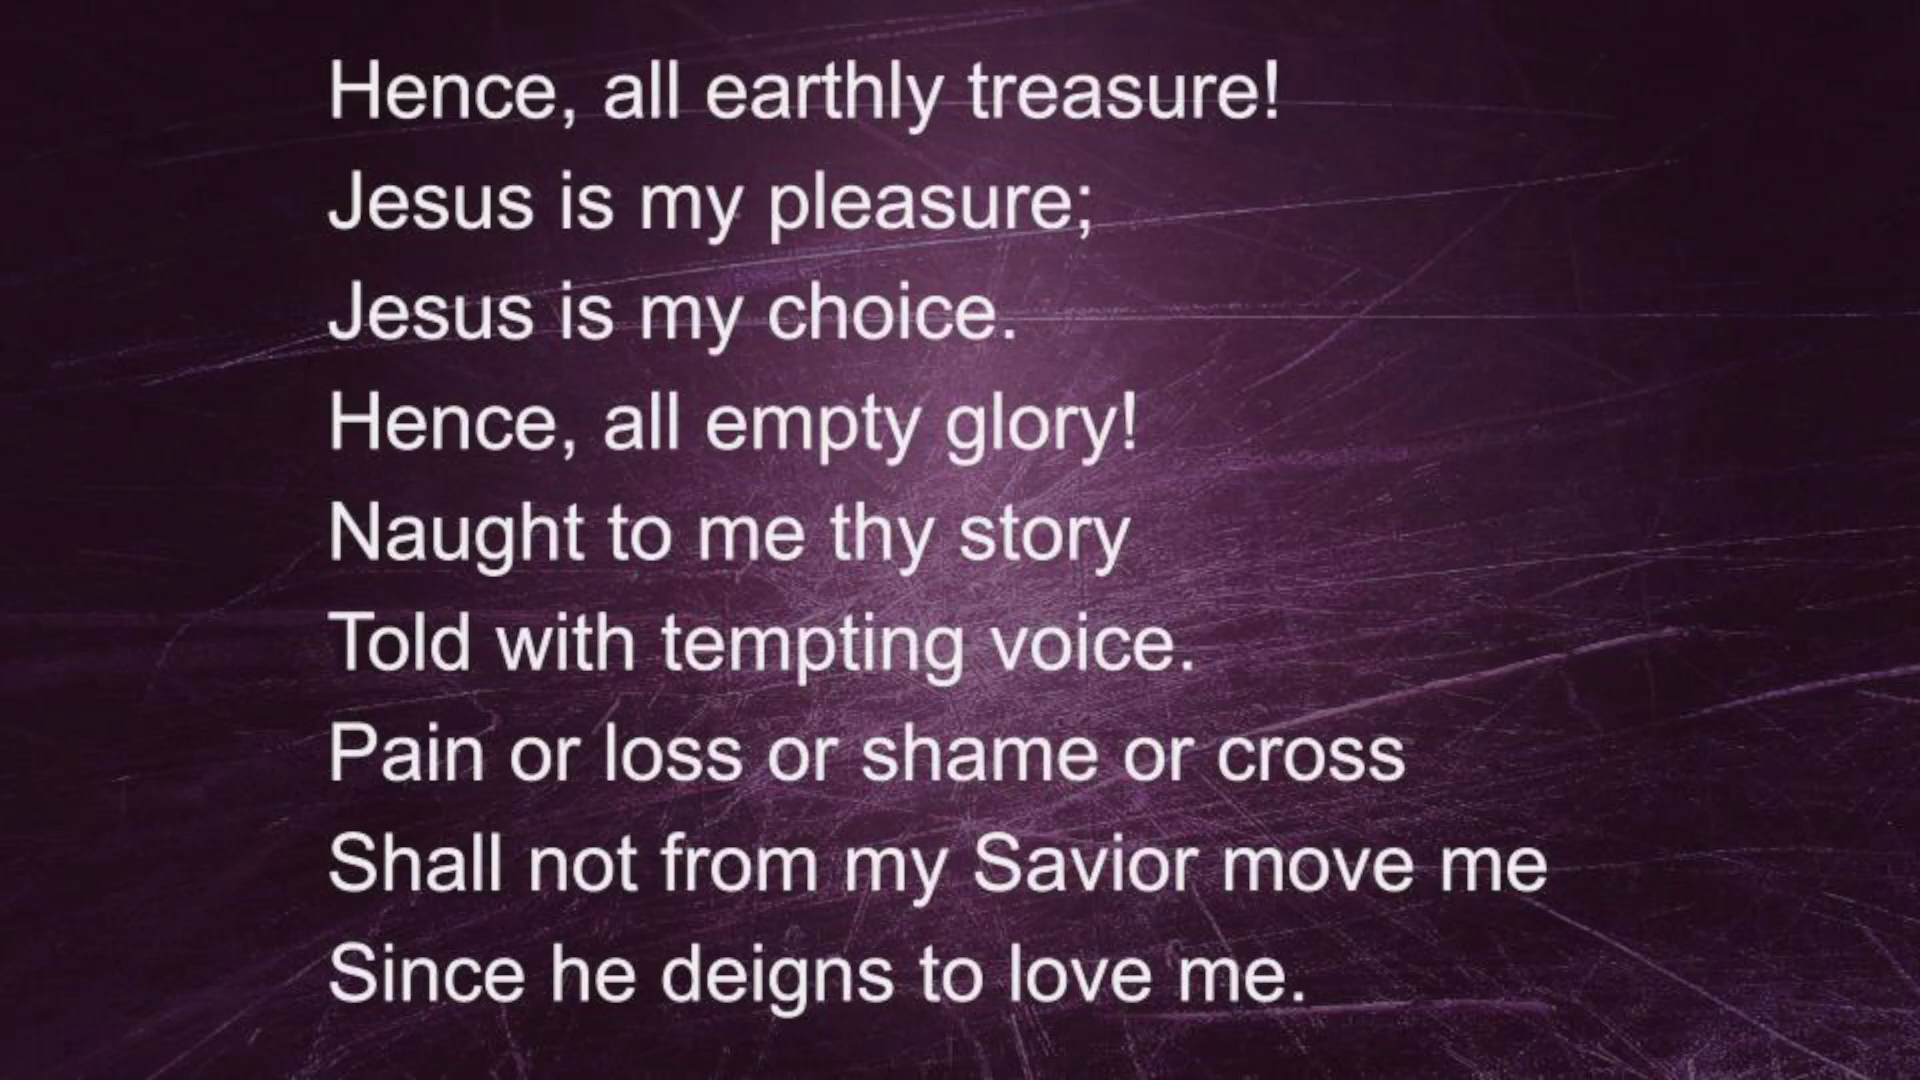 Hence, all earthly treasure!
Jesus is my pleasure;
Jesus is my choice.
Hence, all empty glory!
Naught to me thy story
Told with tempting voice.
Pain or loss or shame or cross
Shall not from my Savior move me
Since he deigns to love me.